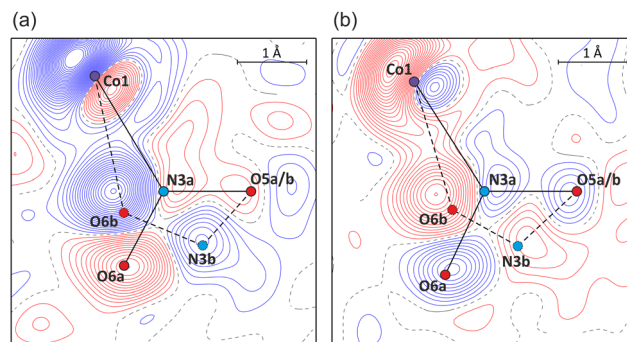 (a)
1 Å
Co1
N3a
O5a/b
O6b
N3b
O6a
(b)
1 Å
Co1
N3a
O5a/b
O6b
N3b
O6a